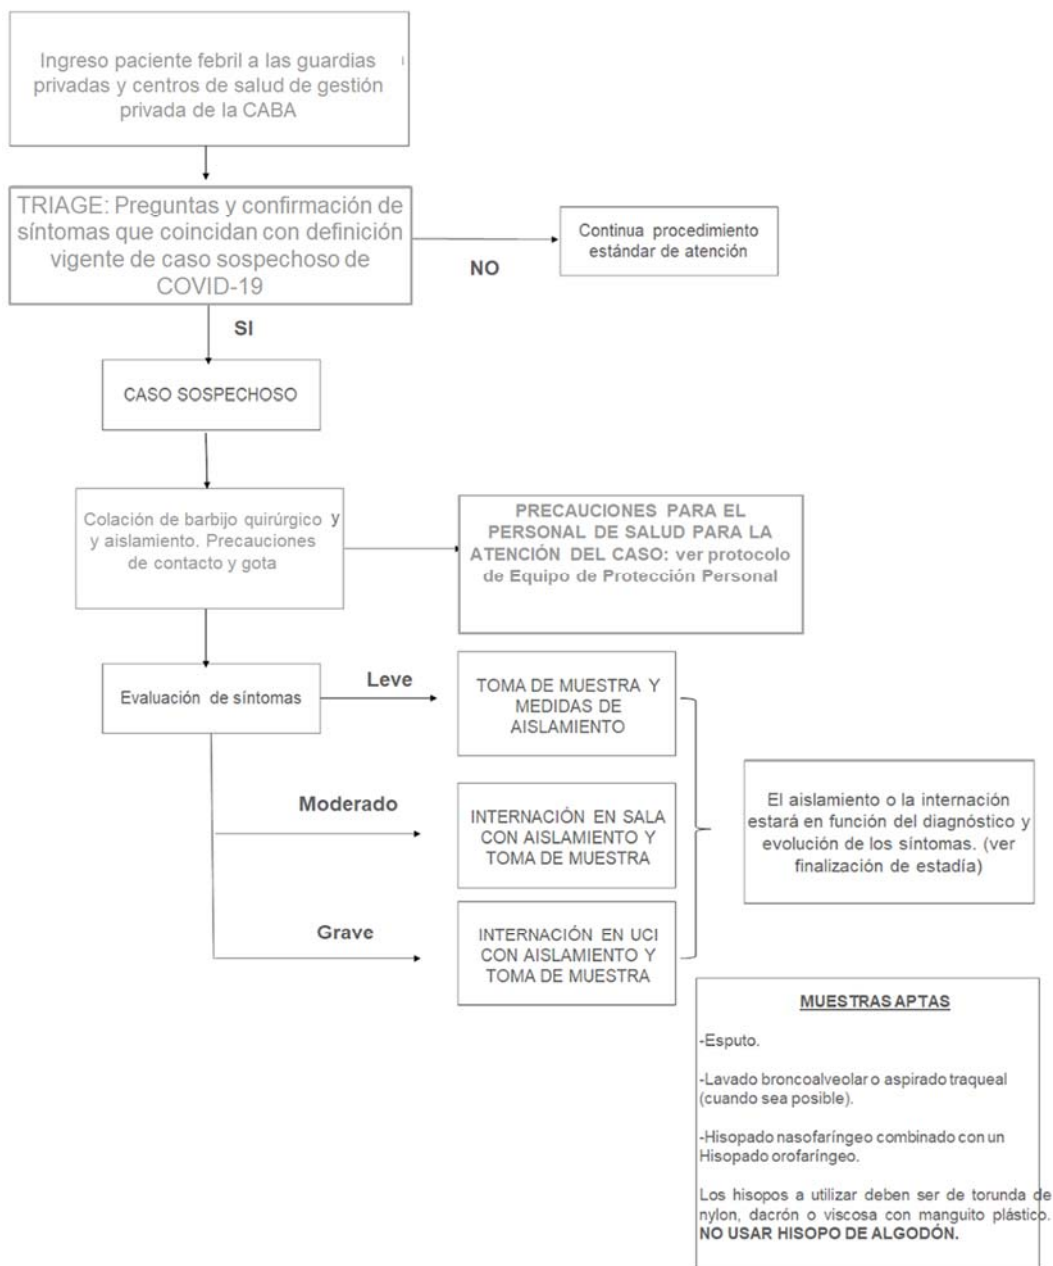 Ingreso paciente febril a las guardias
privadas y centros de salud de gestión
privada de la CABA
TRIAGE: Preguntas y confirmación de
síntomas que coincidan con definición
vigente de caso sospechoso de
COVID-19
NO
Continua procedimiento
estándar de atención
SI
CASO SOSPECHOSO
Colación de barbijo quirúrgico y
y aislamiento. Precauciones
de contacto y gota
PRECAUCIONES PARA EL
PERSONAL DE SALUD PARA LA
ATENCIÓN DEL CASO: ver protocolo
de Equipo de Protección Personal
Evaluación de síntomas
Leve
TOMA DE MUESTRA Y
MEDIDAS DE
AISLAMIENTO
Moderado
INTERNACIÓN EN SALA
CON AISLAMIENTO Y
TOMA DE MUESTRA
Grave
INTERNACIÓN EN UCI
CON AISLAMIENTO Y
TOMA DE MUESTRA
El aislamiento o la internación
estará en función del diagnóstico y
evolución de los síntomas. (ver
finalización de estadía)
MUESTRAS APTAS
-Esputo.
-Lavado broncoalveolar o aspirado traqueal
(cuando sea posible).
-Hisopado nasofaríngeo combinado con un
Hisopado orofaríngeo.
Los hisopos a utilizar deben ser de torunda de
nylon, dacrón o viscosa con manguito plástico.
NO USAR HISOPO DE ALGODÓN.